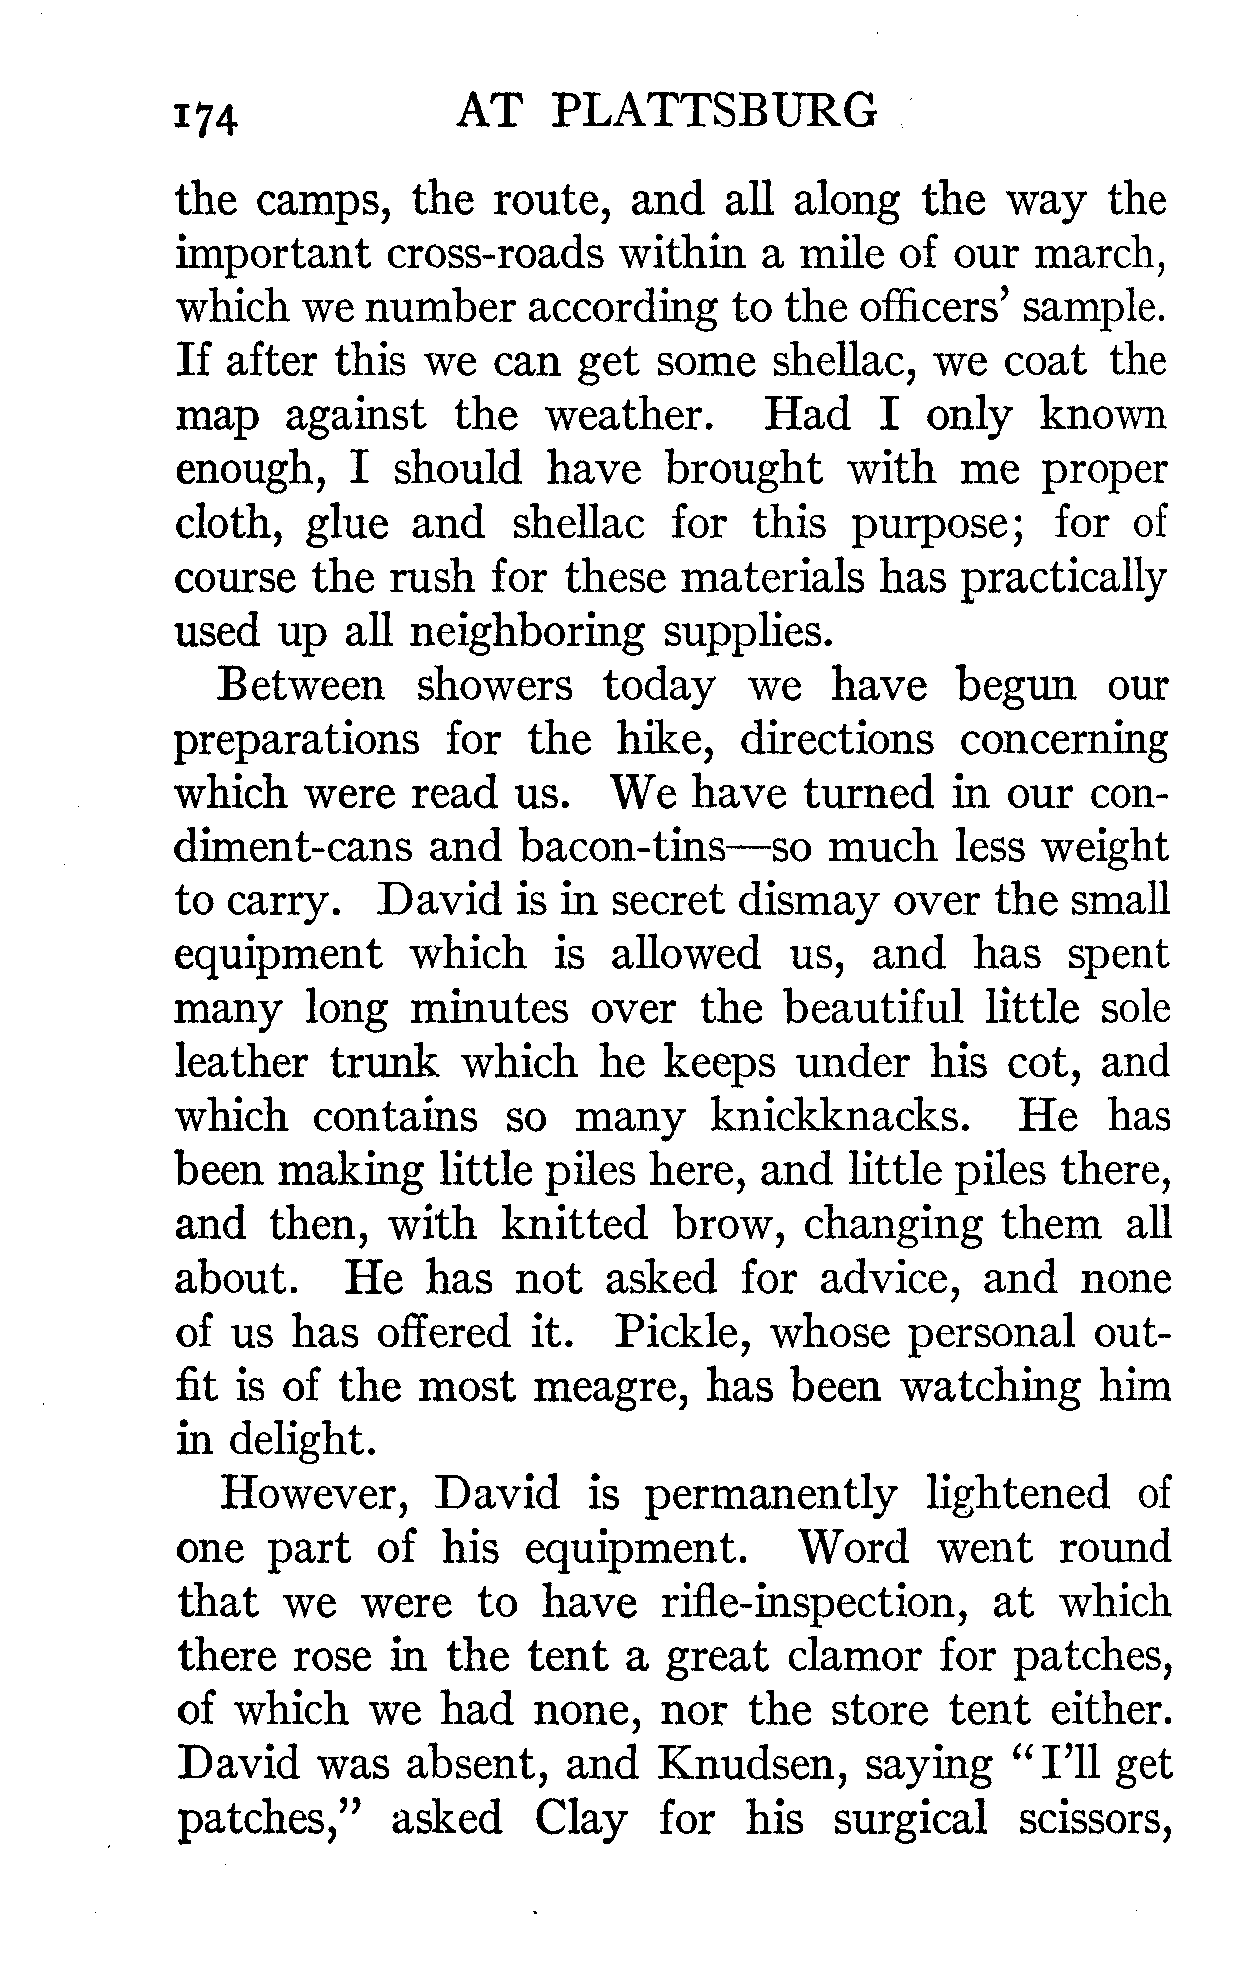 174 AT PLATTSBURG
the camps, the route, and all along the way the
important cross-roads within a mile of our march,
which we number according to the officers' sample.
If after this we can get some shellac, we coat the
map against the weather. Had I only known
enough, I should have brought with me proper
cloth, glue and shellac for this purpose; for of
course the rush for these materials has practically
used up all neighboring supplies.
Between showers today we have begun our
preparations for the hike, directions concerning
which were read us. We have turned in our con-
diment-cans and bacon-tins—so much less weight
to carry. David is in secret dismay over the small
equipment which is allowed us, and has spent
many long minutes over the beautiful little sole
leather trunk which he keeps under his cot, and
which contains so many knickknacks. He has
been making little piles here, and little piles there,
and then, with knitted brow, changing them all
about. He has not asked for advice, and none
of us has offered it. Pickle, whose personal out-
fit is of the most meagre, has been watching him
in delight.
However, David is permanently lightened of
one part of his equipment. Word went round
that we were to have rifle-inspection, at which
there rose in the tent a great clamor for patches,
of which we had none, nor the store tent either.
David was absent, and Knudsen, saying "I'll get
patches," asked Clay for his surgical scissors,